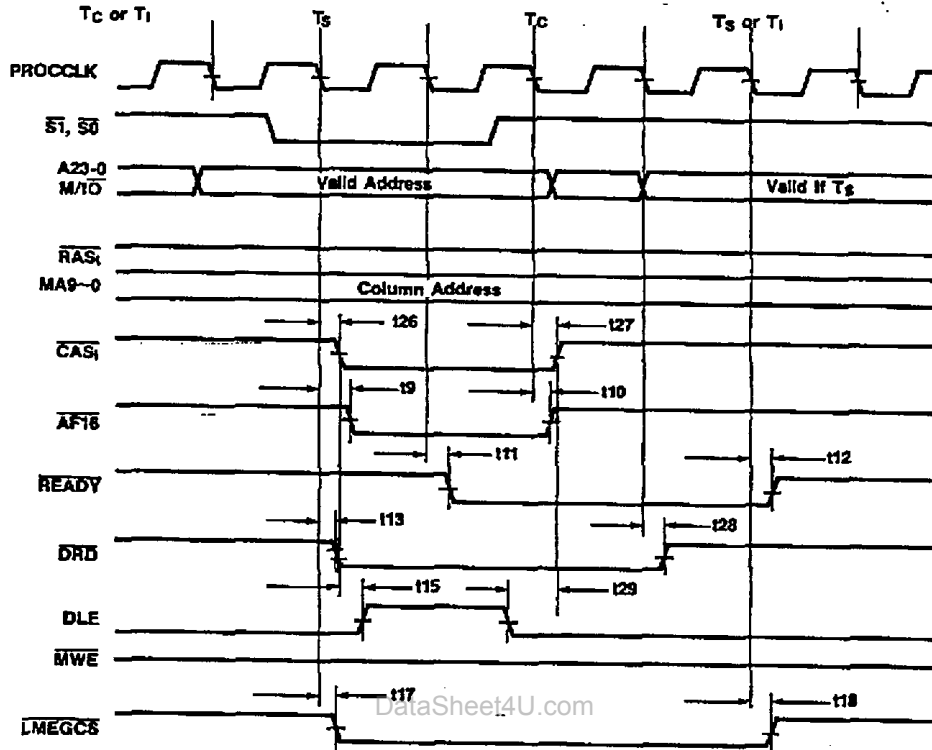 TC or TI TS TC TS or TI
PROCCLK
S1, S0
A23-0
M/IO
Valid Address
Valid if TS
RASi
MA9~0
Column Address
t26
t27
CASi
t9
t10
AF16
t11
t12
READY
t13
t28
DRD
t15
t29
DLE
MWE
t17
t18
DataSheet4U.com
LMEGCS